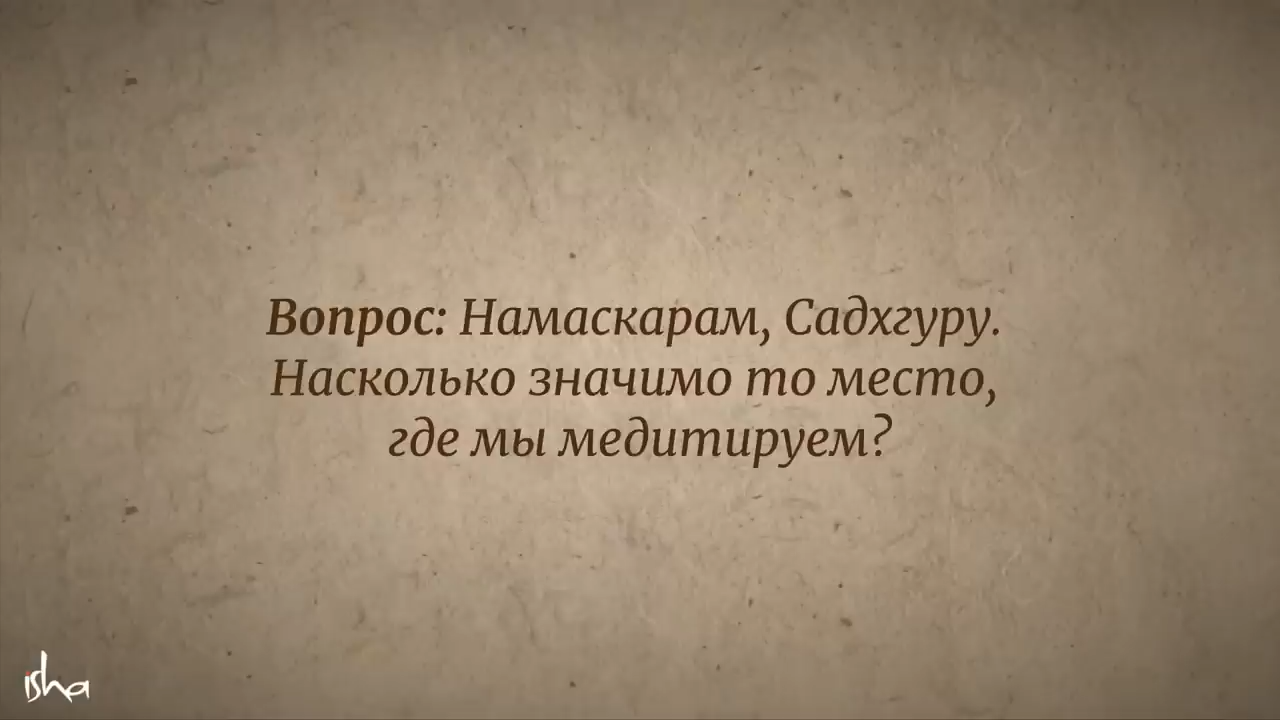 Вопрос: Намаскарам, Садхгуру.
Насколько значимо то место,
где мы медитируем?
isha